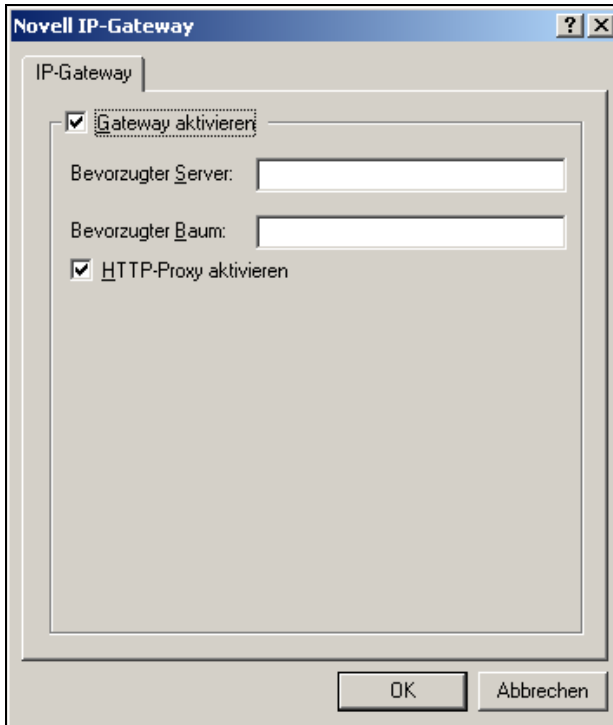 Novell IP-Gateway
IP-Gateway
Gateway aktivieren
Bevorzugter Server:
Bevorzugter Baum:
HTTP-Proxy aktivieren
OK
Abbrechen